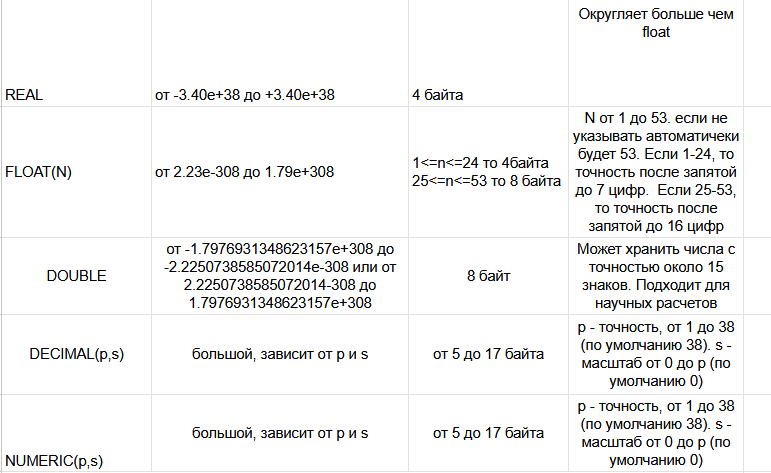 Округляет больше чем
float
REAL
от -3.40e+38 до +3.40e+38
4 байта
FLOAT(N)
от 2.23e-308 до 1.79e+308
1<=n<=24 то 4байта
25<=n<=53 то 8 байта
N от 1 до 53. если не
указывать автоматичеки
будет 53. Если 1-24, то
точность после запятой
до 7 цифр. Если 25-53,
то точность после
запятой до 16 цифр
DOUBLE
от -1.7976931348623157e+308 до
-2.2250738585072014e-308 или от
2.2250738585072014-308 до
1.7976931348623157e+308
8 байт
Может хранить числа с
точностью около 15
знаков. Подходит для
научных расчетов
DECIMAL(p,s)
большой, зависит от p и s
от 5 до 17 байта
p - точность, от 1 до 38
(по умолчанию 38). s -
масштаб от 0 до p (по
умолчанию 0)
NUMERIC(p,s)
большой, зависит от p и s
от 5 до 17 байта
p - точность, от 1 до 38
(по умолчанию 38). s -
масштаб от 0 до p (по
умолчанию 0)